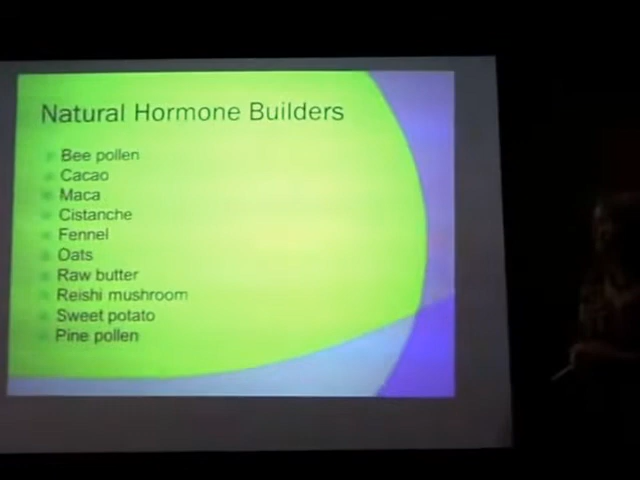 Natural Hormone Builders
Bee pollen
Cacao
Maca
Cistanche
Fennel
Oats
Raw butter
Reishi mushroom
Sweet potato
Pine pollen